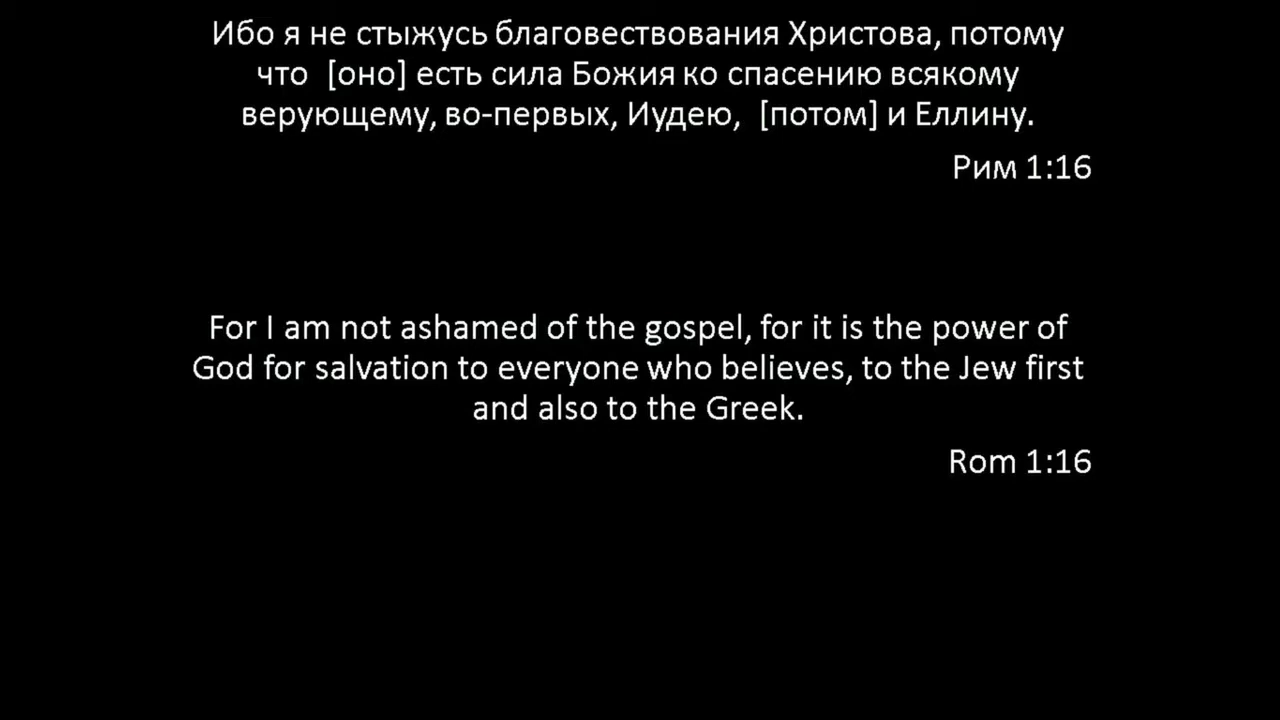 Ибо я не стыжусь благовествования Христова, потому
что  [оно] есть сила Божия ко спасению всякому
верующему, во-первых, Иудею,  [потом] и Еллину.
Рим 1:16
For I am not ashamed of the gospel, for it is the power of
God for salvation to everyone who believes, to the Jew first
and also to the Greek.
Rom 1:16